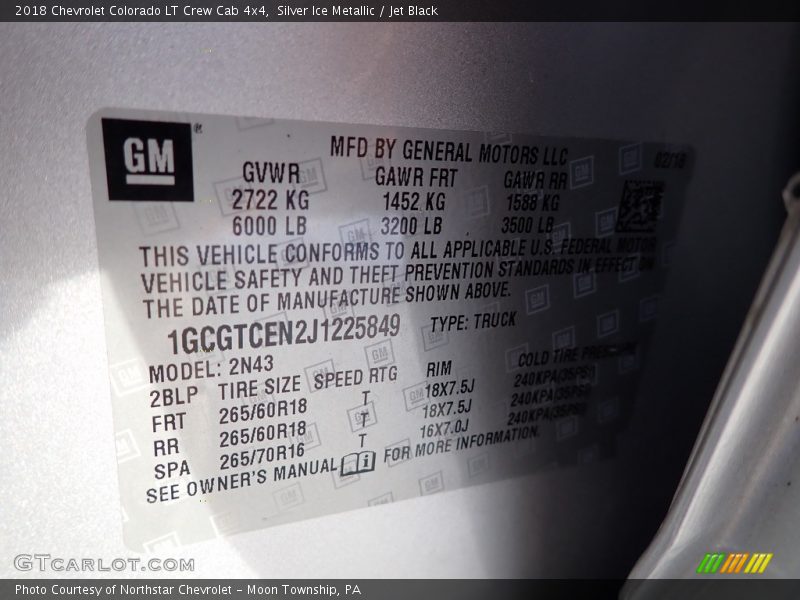 2018 Chevrolet Colorado LT Crew Cab 4x4, Silver Ice Metallic / Jet Black
GM ®
MFD BY GENERAL MOTORS LLC 02/18
GVWR GAWR FRT GAWR RR
2722 KG 1452 KG 1588 KG
6000 LB 3200 LB 3500 LB
THIS VEHICLE CONFORMS TO ALL APPLICABLE U.S. FEDERAL MOTOR
VEHICLE SAFETY AND THEFT PREVENTION STANDARDS IN EFFECT ON
THE DATE OF MANUFACTURE SHOWN ABOVE.
1GCGTCEN2J1225849 TYPE: TRUCK
MODEL: 2N43
2BLP TIRE SIZE SPEED RTG RIM COLD TIRE PRESSURE
FRT 265/60R18 T 18X7.5J 240KPA(35PSI)
RR 265/60R18 T 18X7.5J 240KPA(35PSI)
SPA 265/70R16 T 16X7.0J 240KPA(35PSI)
SEE OWNER'S MANUAL FOR MORE INFORMATION.
GTCarlot.com
Photo Courtesy of Northstar Chevrolet - Moon Township, PA